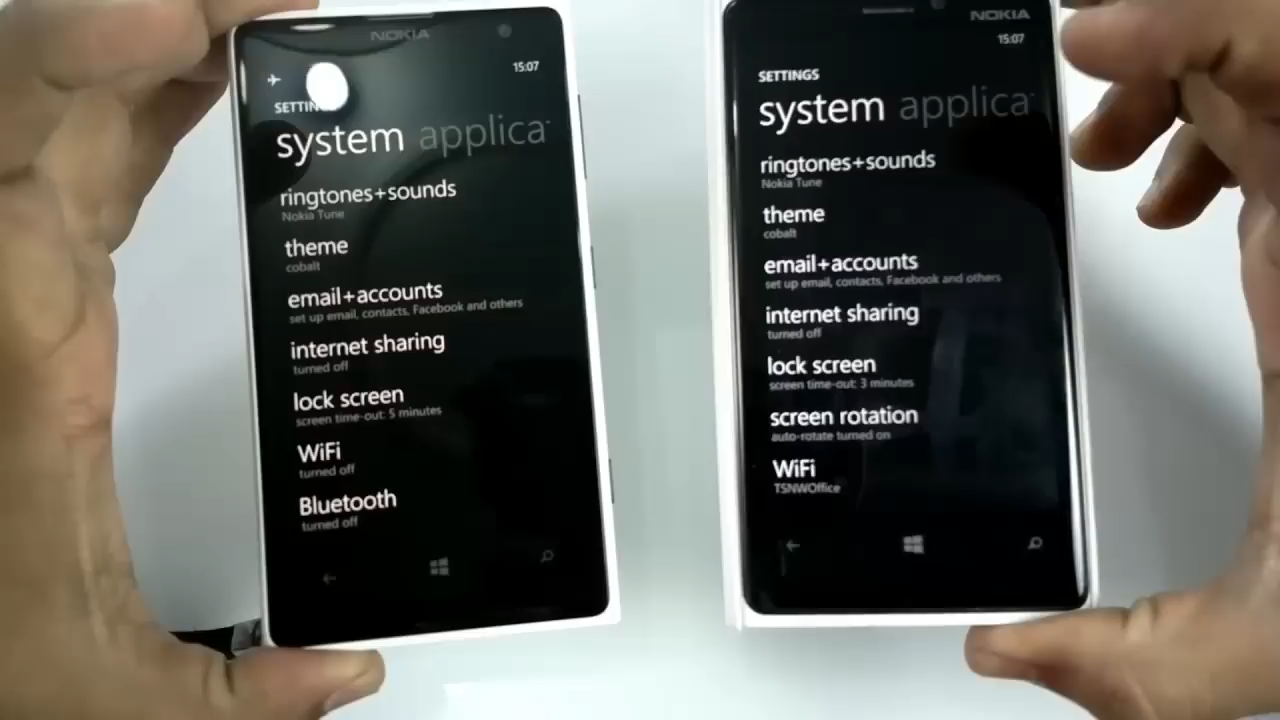 NOKIA
15:07
SETTIN
system applica
ringtones+sounds
Nokia Tune
theme
cobalt
email+accounts
set up email, contacts, Facebook and others
internet sharing
turned off
lock screen
screen time-out: 5 minutes
WiFi
turned off
Bluetooth
turned off
NOKIA
15:07
SETTINGS
system applica
ringtones+sounds
Nokia Tune
theme
cobalt
email+accounts
set up email, contacts, Facebook and others
internet sharing
turned off
lock screen
screen time-out: 3 minutes
screen rotation
auto-rotate turned on
WiFi
TSNWOffice